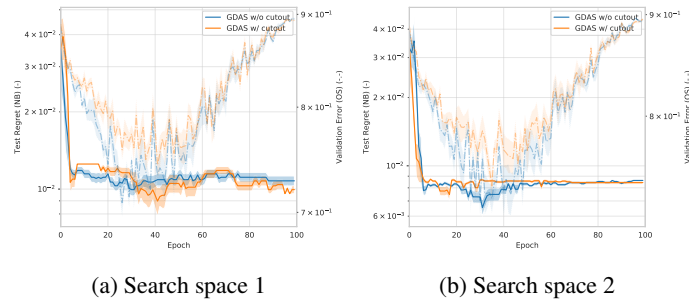 GDAS w/o cutout
GDAS w/ cutout
4 × 10⁻²
3 × 10⁻²
2 × 10⁻²
10⁻²
Test Regret (NB) (-)
9 × 10⁻¹
8 × 10⁻¹
7 × 10⁻¹
Validation Error (OS) (--)
0 20 40 60 80 100
Epoch
(a) Search space 1
GDAS w/o cutout
GDAS w/ cutout
4 × 10⁻²
3 × 10⁻²
2 × 10⁻²
10⁻²
6 × 10⁻³
Test Regret (NB) (-)
9 × 10⁻¹
8 × 10⁻¹
Validation Error (OS) (--)
0 20 40 60 80 100
Epoch
(b) Search space 2